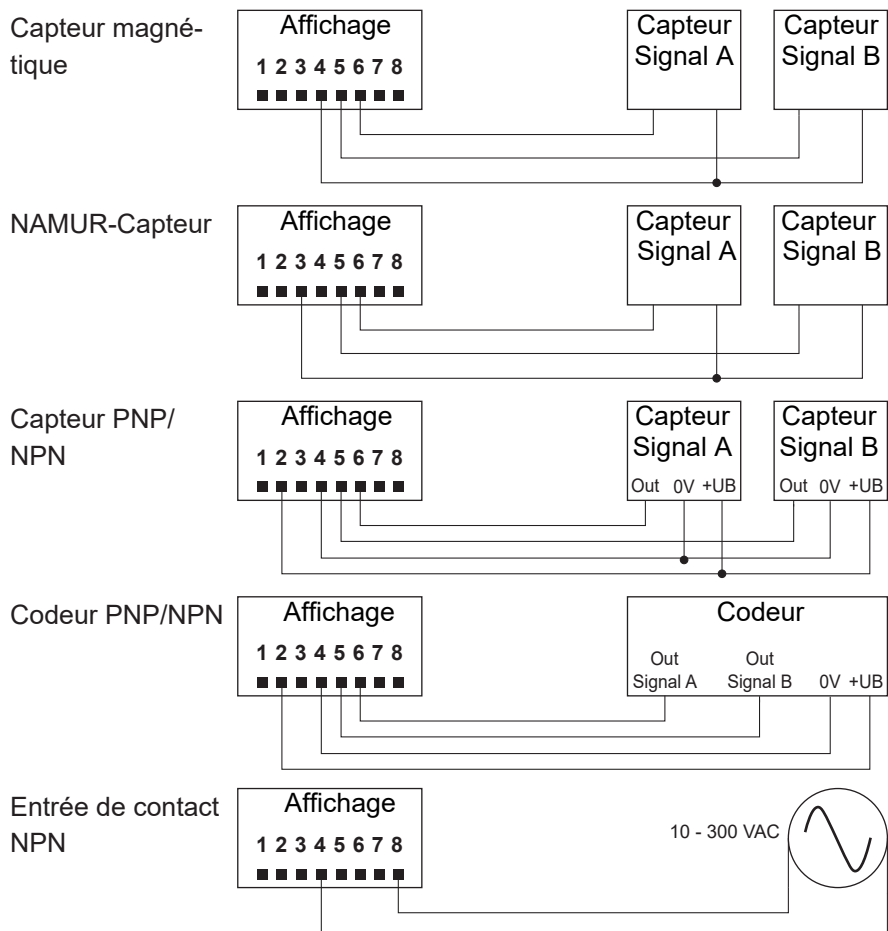 Capteur magné-
tique
Affichage
1 2 3 4 5 6 7 8
Capteur
Signal A
Capteur
Signal B
NAMUR-Capteur
Affichage
1 2 3 4 5 6 7 8
Capteur
Signal A
Capteur
Signal B
Capteur PNP/
NPN
Affichage
1 2 3 4 5 6 7 8
Capteur
Signal A
Out 0V +UB
Capteur
Signal B
Out 0V +UB
Codeur PNP/NPN
Affichage
1 2 3 4 5 6 7 8
Codeur
Out
Signal A
Out
Signal B
0V +UB
Entrée de contact
NPN
Affichage
1 2 3 4 5 6 7 8
10 - 300 VAC